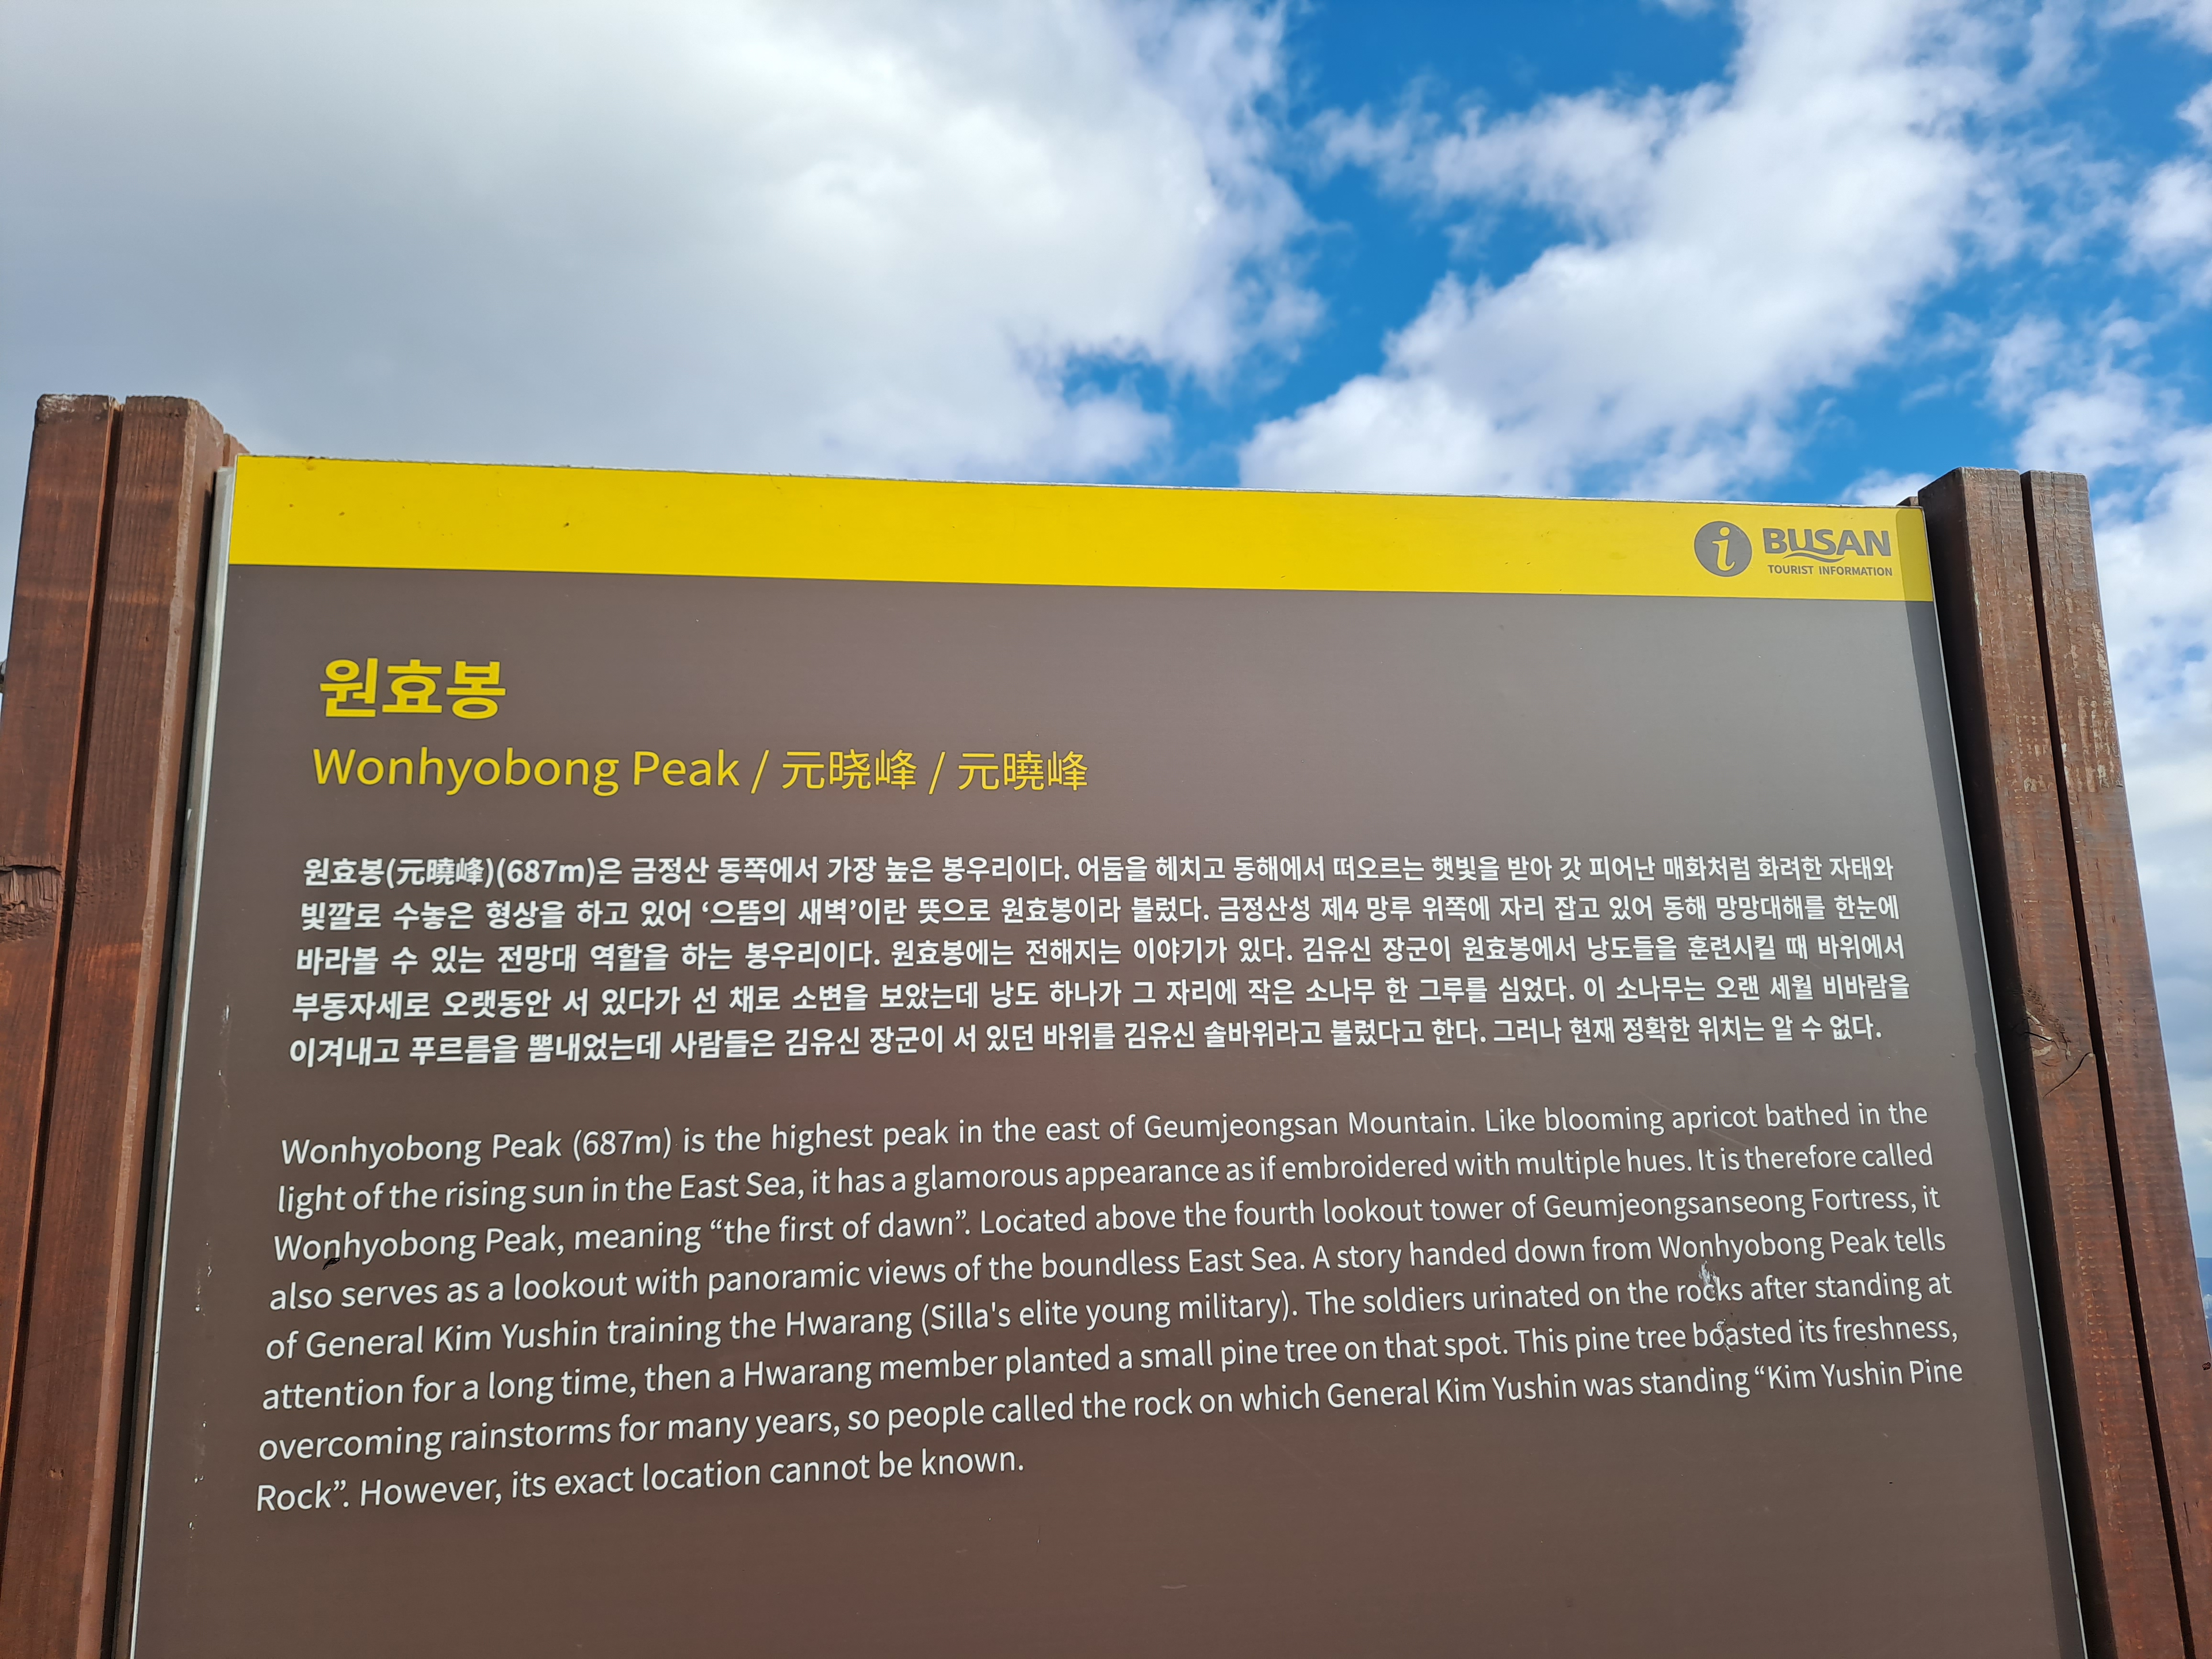 BUSAN
TOURIST INFORMATION
원효봉
Wonhyobong Peak / 元晓峰 / 元曉峰
원효봉(元曉峰)(687m)은 금정산 동쪽에서 가장 높은 봉우리이다. 어둠을 헤치고 동해에서 떠오르는 햇빛을 받아 갓 피어난 매화처럼 화려한 자태와
빛깔로 수놓은 형상을 하고 있어 ‘으뜸의 새벽’이란 뜻으로 원효봉이라 불렀다. 금정산성 제4 망루 위쪽에 자리 잡고 있어 동해 망망대해를 한눈에
바라볼 수 있는 전망대 역할을 하는 봉우리이다. 원효봉에는 전해지는 이야기가 있다. 김유신 장군이 원효봉에서 낭도들을 훈련시킬 때 바위에서
부동자세로 오랫동안 서 있다가 선 채로 소변을 보았는데 낭도 하나가 그 자리에 작은 소나무 한 그루를 심었다. 이 소나무는 오랜 세월 비바람을
이겨내고 푸르름을 뽐내었는데 사람들은 김유신 장군이 서 있던 바위를 김유신 솔바위라고 불렀다고 한다. 그러나 현재 정확한 위치는 알 수 없다.
Wonhyobong Peak (687m) is the highest peak in the east of Geumjeongsan Mountain. Like blooming apricot bathed in the
light of the rising sun in the East Sea, it has a glamorous appearance as if embroidered with multiple hues. It is therefore called
Wonhyobong Peak, meaning “the first of dawn”. Located above the fourth lookout tower of Geumjeongsanseong Fortress, it
also serves as a lookout with panoramic views of the boundless East Sea. A story handed down from Wonhyobong Peak tells
of General Kim Yushin training the Hwarang (Silla's elite young military). The soldiers urinated on the rocks after standing at
attention for a long time, then a Hwarang member planted a small pine tree on that spot. This pine tree boasted its freshness,
overcoming rainstorms for many years, so people called the rock on which General Kim Yushin was standing “Kim Yushin Pine
Rock”. However, its exact location cannot be known.